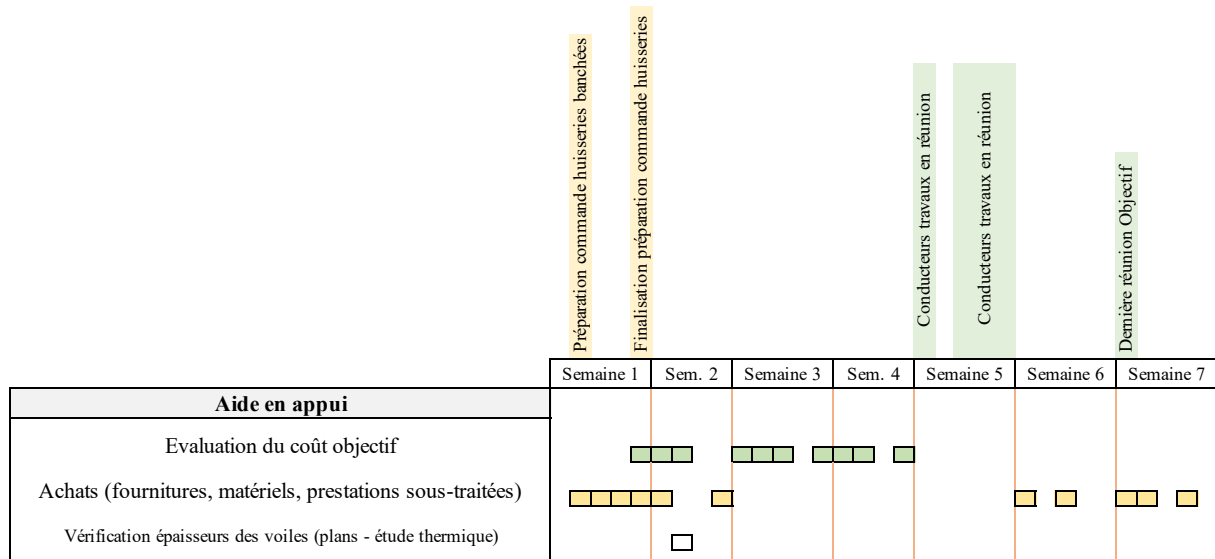 Préparation commande huisseries banchées
Finalisation préparation commande huisseries
Conducteurs travaux en réunion
Conducteurs travaux en réunion
Dernière réunion Objectif
Semaine 1
Sem. 2
Semaine 3
Sem. 4
Semaine 5
Semaine 6
Semaine 7
Aide en appui
Evaluation du coût objectif
Achats (fournitures, matériels, prestations sous-traitées)
Vérification épaisseurs des voiles (plans - étude thermique)